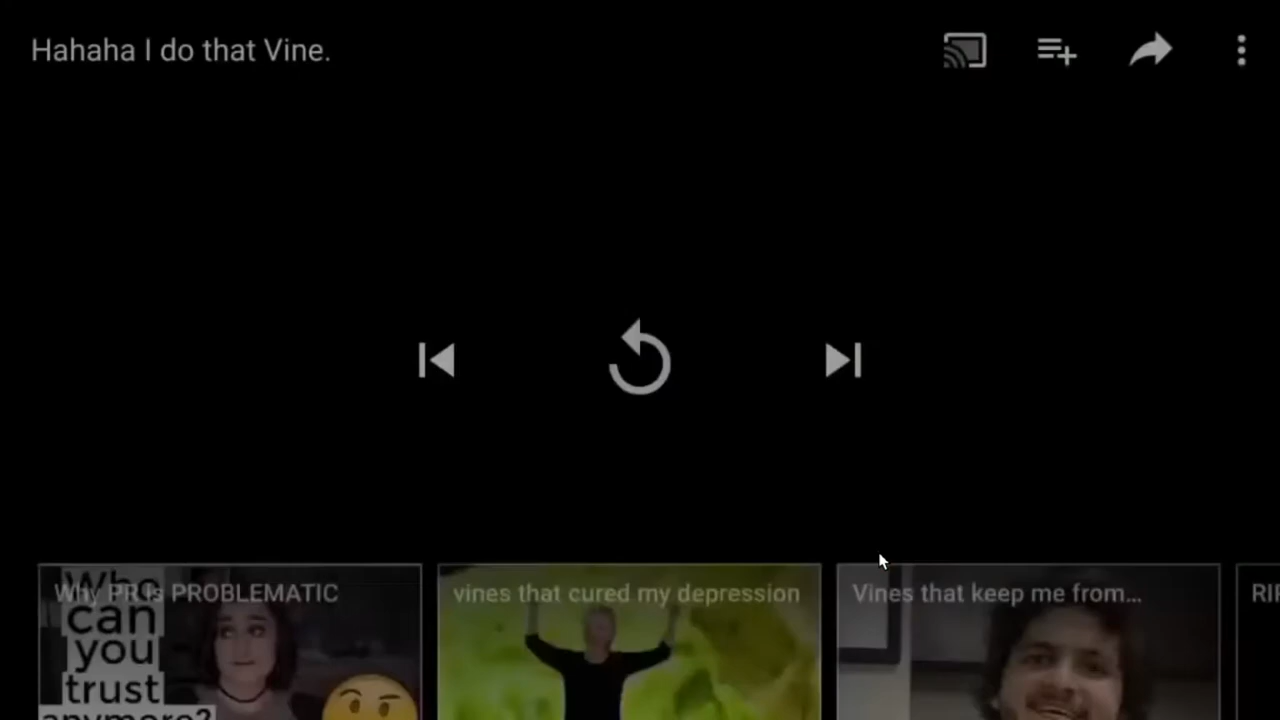 Hahaha I do that Vine.
Why PR is PROBLEMATIC
Who
can
you
trust
anymore?
vines that cured my depression
Vines that keep me from...